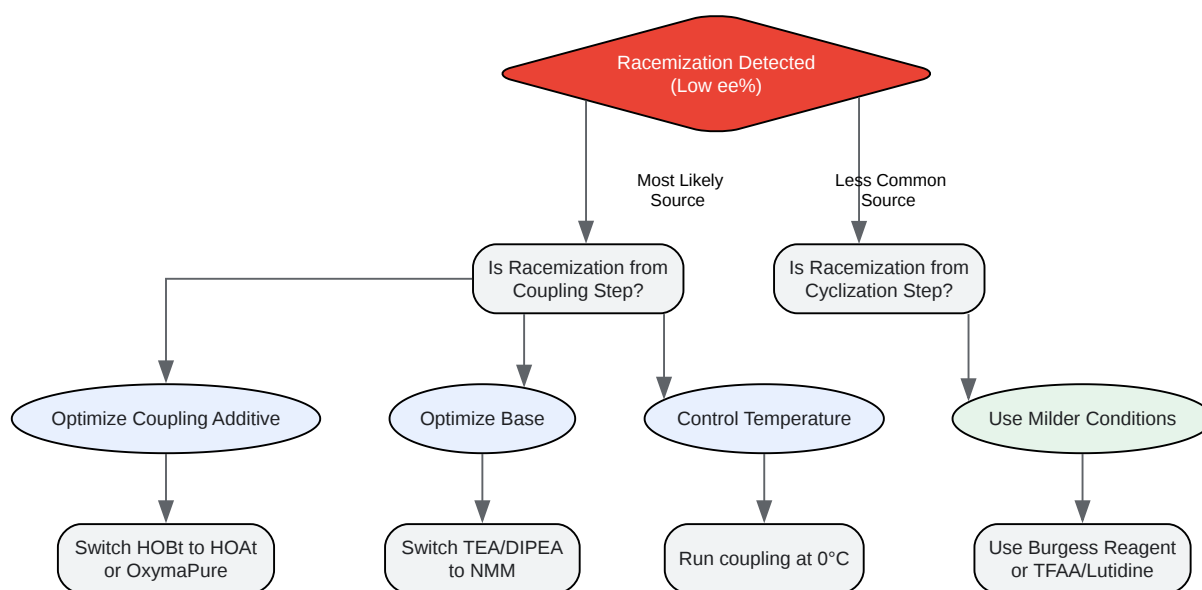 Racemization Detected
(Low ee%)
Most Likely
Source
Less Common
Source
Is Racemization from
Coupling Step?
Is Racemization from
Cyclization Step?
Optimize Coupling Additive
Optimize Base
Control Temperature
Use Milder Conditions
Switch HOBt to HOAt
or OxymaPure
Switch TEA/DIPEA
to NMM
Run coupling at 0°C
Use Burgess Reagent
or TFAA/Lutidine